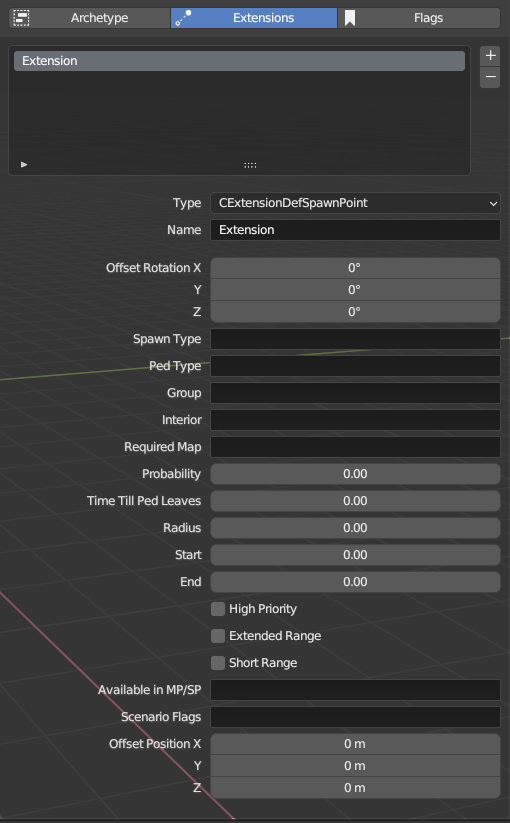 Archetype Extensions Flags
Extension
Type CExtensionDefSpawnPoint
Name Extension
Offset Rotation X 0°
Y 0°
Z 0°
Spawn Type
Ped Type
Group
Interior
Required Map
Probability 0.00
Time Till Ped Leaves 0.00
Radius 0.00
Start 0.00
End 0.00
High Priority
Extended Range
Short Range
Available in MP/SP
Scenario Flags
Offset Position X 0 m
Y 0 m
Z 0 m